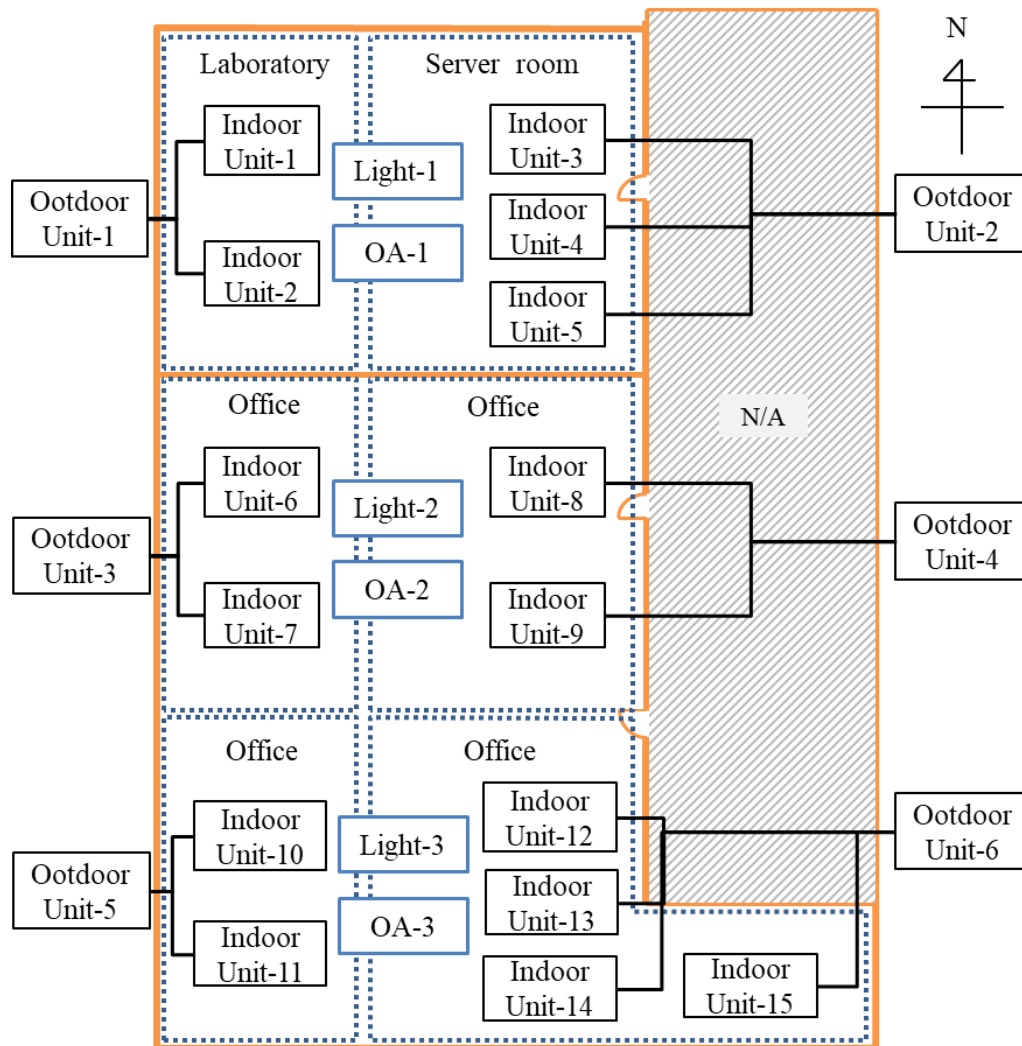 N
Laboratory
Server room
Indoor
Unit-1
Indoor
Unit-3
Light-1
Ootdoor
Unit-1
Ootdoor
Unit-2
Indoor
Unit-4
OA-1
Indoor
Unit-2
Indoor
Unit-5
Office
Office
N/A
Indoor
Unit-6
Indoor
Unit-8
Light-2
Ootdoor
Unit-3
Ootdoor
Unit-4
OA-2
Indoor
Unit-7
Indoor
Unit-9
Office
Office
Indoor
Unit-10
Indoor
Unit-12
Light-3
Ootdoor
Unit-6
Ootdoor
Unit-5
Indoor
Unit-13
OA-3
Indoor
Unit-11
Indoor
Unit-14
Indoor
Unit-15